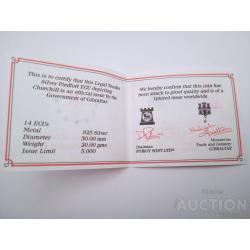 This is to certify that this Legal Tender
Silver Piedfort ECU depicting
Churchill is an official issue by the
Government of Gibraltar.
14 ECUs
Metal .925 Silver
Diameter 30.00 mm
Weight 20.00 gms
Issue Limit 5,000
We hereby confirm that this coin has
been struck to proof quality and is of a
limited issue worldwide.
Chairman
POBJOY MINT LTD
Minister for
Trade and Industry
GIBRALTAR
AUCTION